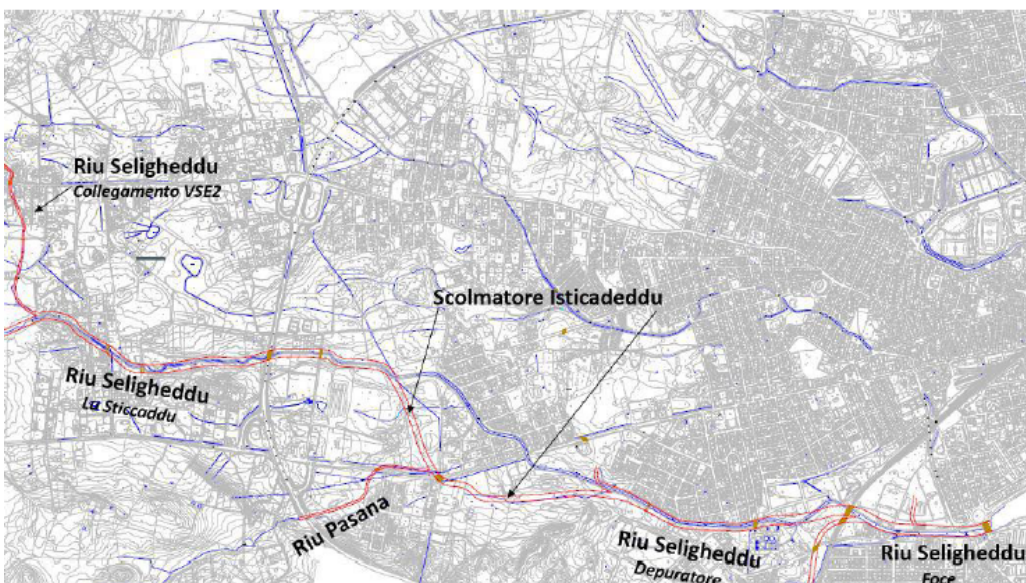 Riu Seligheddu
Collegamento VSE2
Scolmatore Isticadeddu
Riu Seligheddu
La Sticcaddu
Riu Pasana
Riu Seligheddu
Depuratore
Riu Seligheddu
Foce